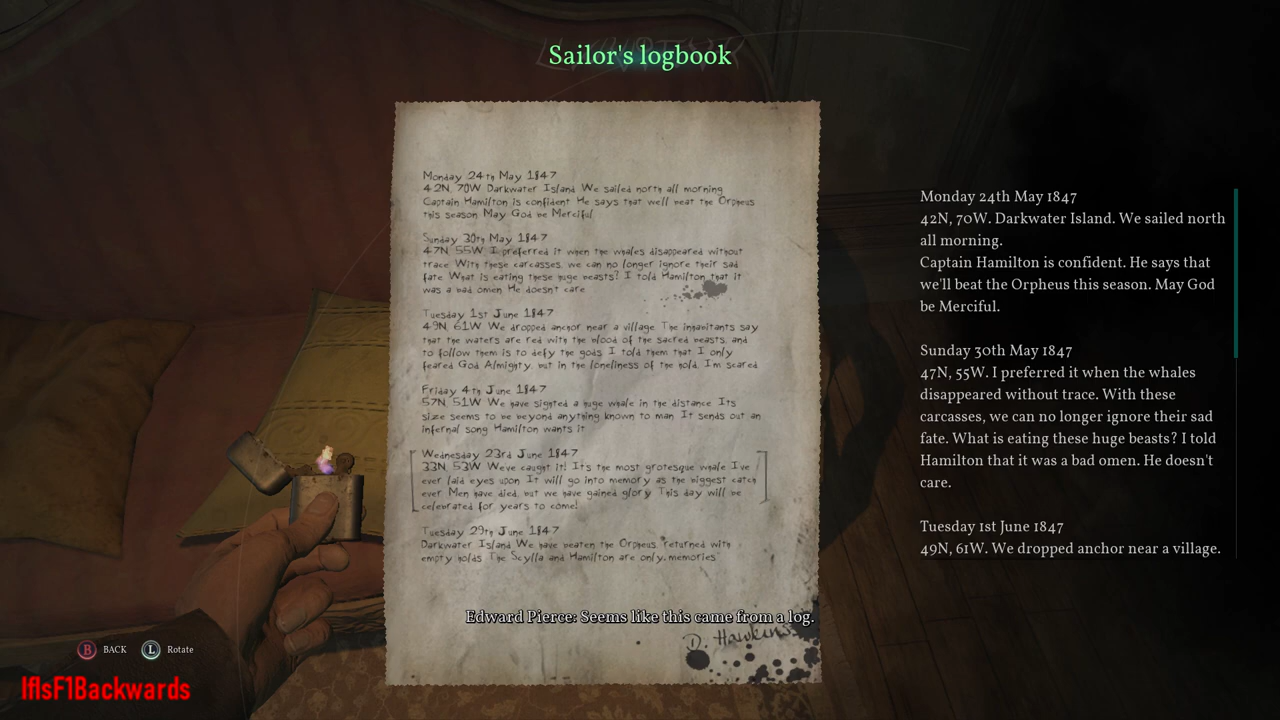 Sailor's logbook
Monday 24th May 1847
42N, 70W Darkwater Island We sailed north all morning
Captain Hamilton is confident He says that we'll beat the Orpheus
this season May God be Merciful
Sunday 30th May 1847
47N 55W I preferred it when the whales disappeared without
trace With these carcasses, we can no longer ignore their sad
fate What is eating these huge beasts? I told Hamilton that it
was a bad omen He doesnt care
Tuesday 1st June 1847
49N, 61W We dropped anchor near a village The inhabitants say
that the waters are red with the blood of the sacred beasts, and
to follow them is to defy the gods I told them that I only
feared God Almighty, but in the loneliness of the hold, I'm scared
Friday 4th June 1847
57N 51W We have sighted a huge whale in the distance Its
size seems to be beyond anything known to man It sends out an
infernal song Hamilton wants it
Wednesday 23rd June 1847
33N 53W Weve caught it! It's the most grotesque whale I've
ever laid eyes upon It will go into memory as the biggest catch
ever Men have died, but we have gained glory This day will be
celebrated for years to come!
Tuesday 29th June 1847
Darkwater Island We have beaten the Orpheus returned with
empty holds The Scylla and Hamilton are only memories
D. Hawkins
Edward Pierce: Seems like this came from a log.
Monday 24th May 1847
42N, 70W. Darkwater Island. We sailed north
all morning.
Captain Hamilton is confident. He says that
we'll beat the Orpheus this season. May God
be Merciful.
Sunday 30th May 1847
47N, 55W. I preferred it when the whales
disappeared without trace. With these
carcasses, we can no longer ignore their sad
fate. What is eating these huge beasts? I told
Hamilton that it was a bad omen. He doesn't
care.
Tuesday 1st June 1847
49N, 61W. We dropped anchor near a village.
B BACK L Rotate
IfIsF1Backwards